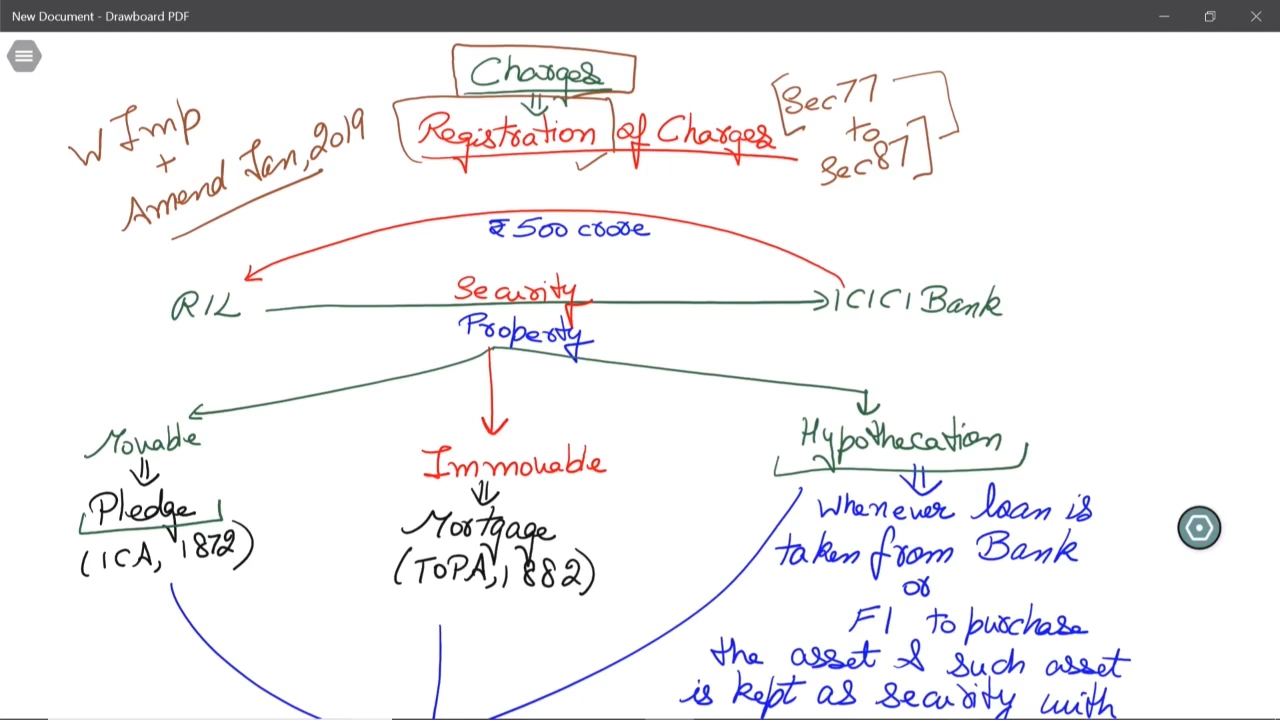 New Document - Drawboard PDF
Charges
Registration of Charges
[Sec 77
to
Sec 87]
v Imp
+
Amend Jan, 2019
₹ 500 crore
RIL
Security
ICICI Bank
Property
Movable
Immovable
Hypothecation
Pledge
(ICA, 1872)
Mortgage
(ToPA, 1882)
Whenever loan is
taken from Bank
or
FI to purchase
the asset & such asset
is kept as security with